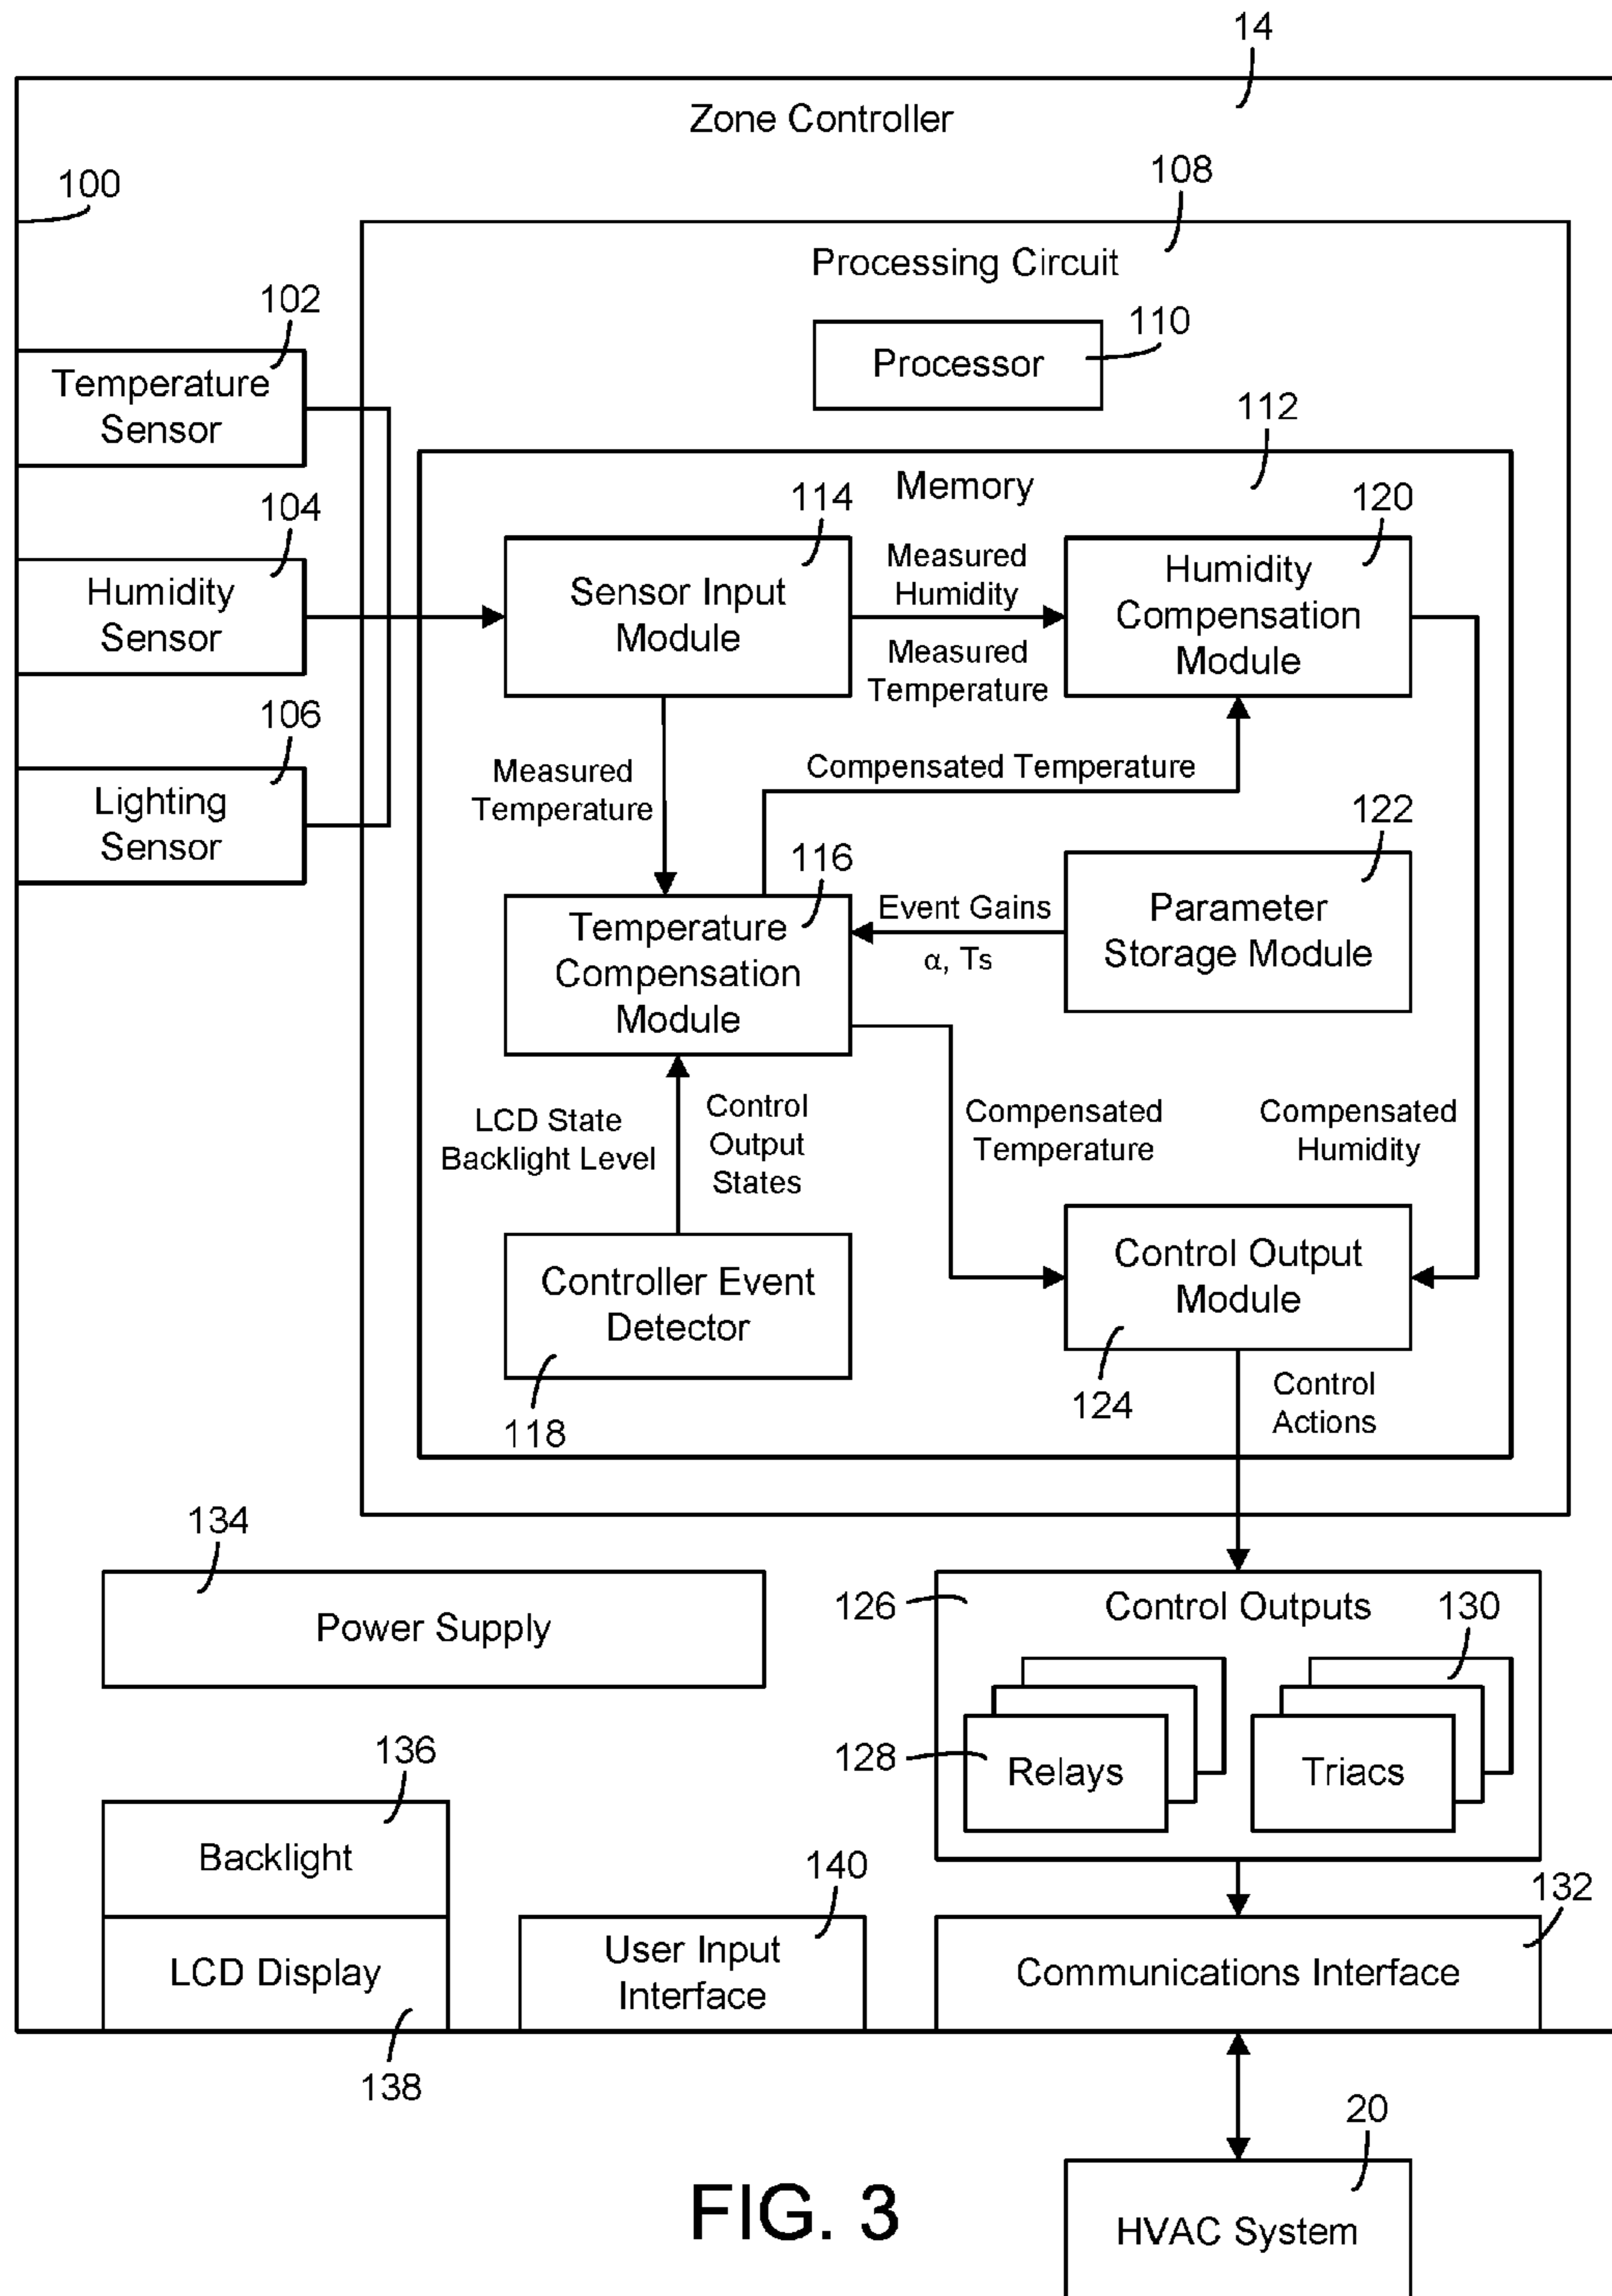 14
Zone Controller
100
108
Processing Circuit
102
Temperature
Sensor
110
Processor
112
Memory
104
Humidity
Sensor
114
Sensor Input
Module
Measured
Humidity
Measured
Temperature
120
Humidity
Compensation
Module
106
Lighting
Sensor
Measured
Temperature
Compensated Temperature
116
Temperature
Compensation
Module
Event Gains
α, Ts
122
Parameter
Storage Module
LCD State
Backlight Level
Control
Output
States
Compensated
Temperature
Compensated
Humidity
Controller Event
Detector
118
Control Output
Module
124
Control
Actions
134
Power Supply
126
Control Outputs
130
128
Relays
Triacs
136
Backlight
LCD Display
138
140
User Input
Interface
132
Communications Interface
20
HVAC System
FIG. 3